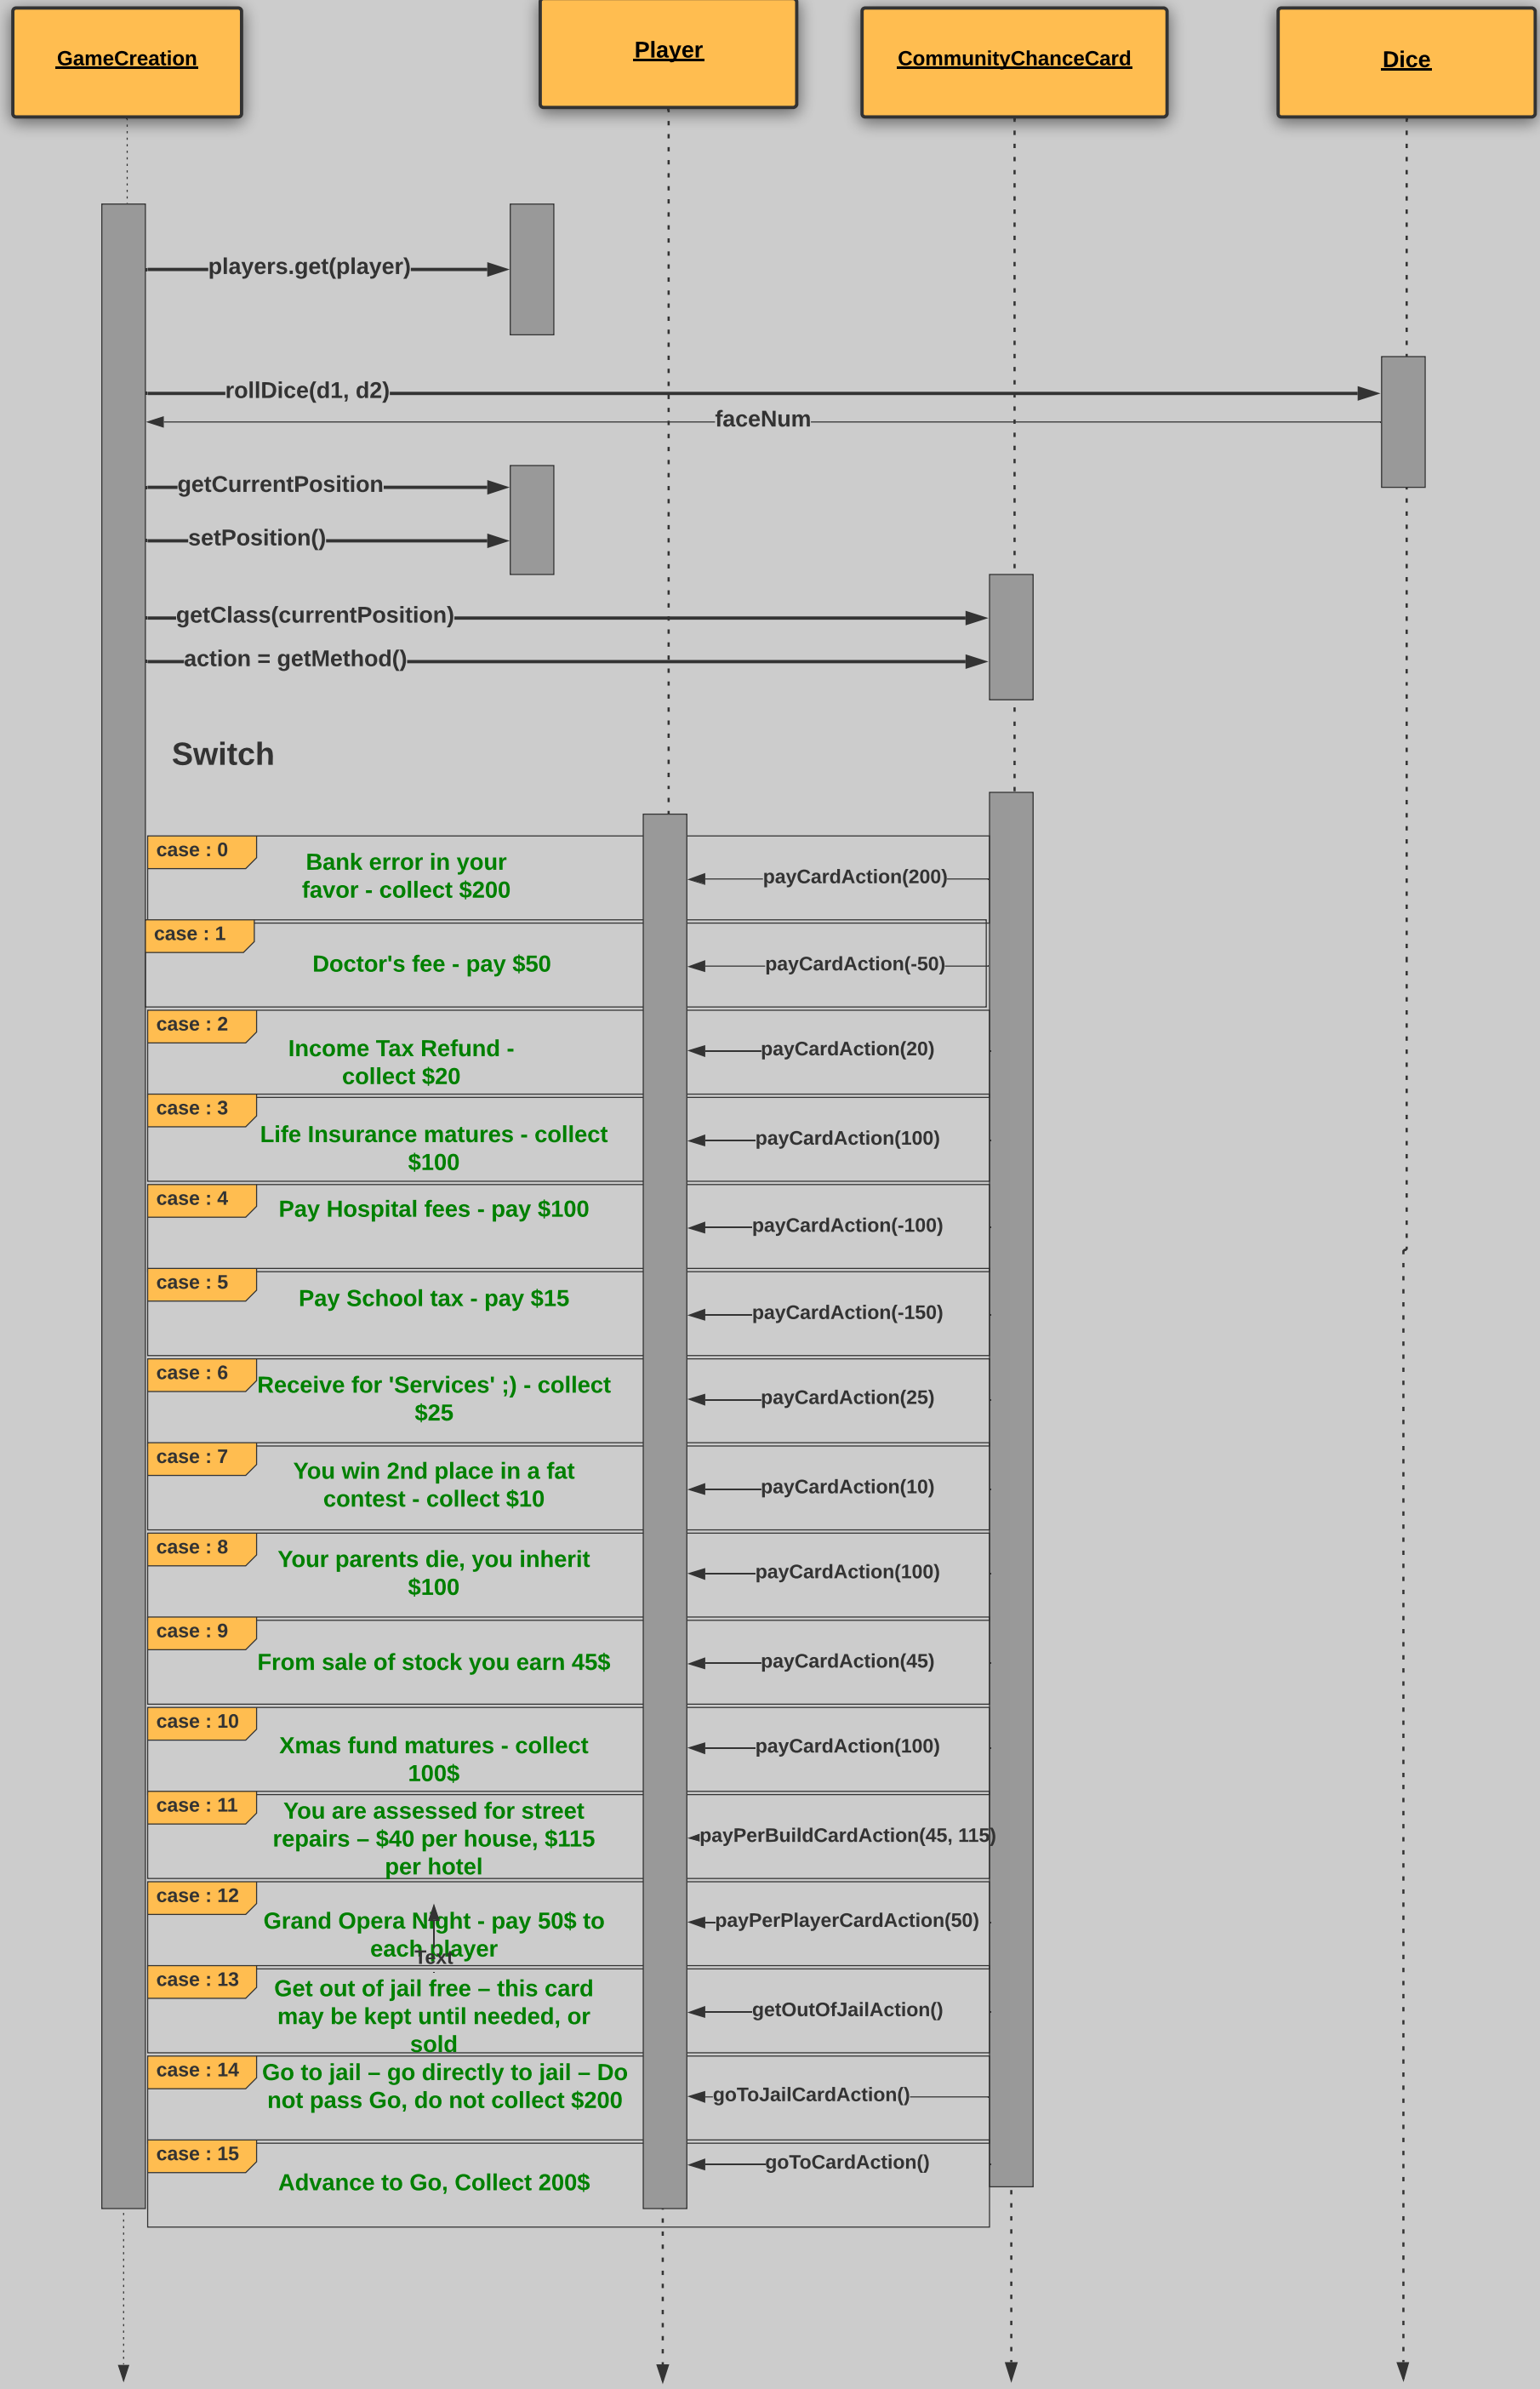 GameCreation
Player
CommunityChanceCard
Dice
players.get(player)
rollDice(d1, d2)
faceNum
getCurrentPosition
setPosition()
getClass(currentPosition)
action = getMethod()
Switch
case : 0
Bank error in your
favor - collect $200
payCardAction(200)
case : 1
Doctor's fee - pay $50
payCardAction(-50)
case : 2
Income Tax Refund -
collect $20
payCardAction(20)
case : 3
Life Insurance matures - collect
$100
payCardAction(100)
case : 4
Pay Hospital fees - pay $100
payCardAction(-100)
case : 5
Pay School tax - pay $15
payCardAction(-150)
case : 6
Receive for 'Services' ;) - collect
$25
payCardAction(25)
case : 7
You win 2nd place in a fat
contest - collect $10
payCardAction(10)
case : 8
Your parents die, you inherit
$100
payCardAction(100)
case : 9
From sale of stock you earn 45$
payCardAction(45)
case : 10
Xmas fund matures - collect
100$
payCardAction(100)
case : 11
You are assessed for street
repairs – $40 per house, $115
per hotel
payPerBuildCardAction(45, 115)
case : 12
Grand Opera Night - pay 50$ to
each player
Text
payPerPlayerCardAction(50)
case : 13
Get out of jail free – this card
may be kept until needed, or
sold
getOutOfJailAction()
case : 14
Go to jail – go directly to jail – Do
not pass Go, do not collect $200
goToJailCardAction()
case : 15
Advance to Go, Collect 200$
goToCardAction()